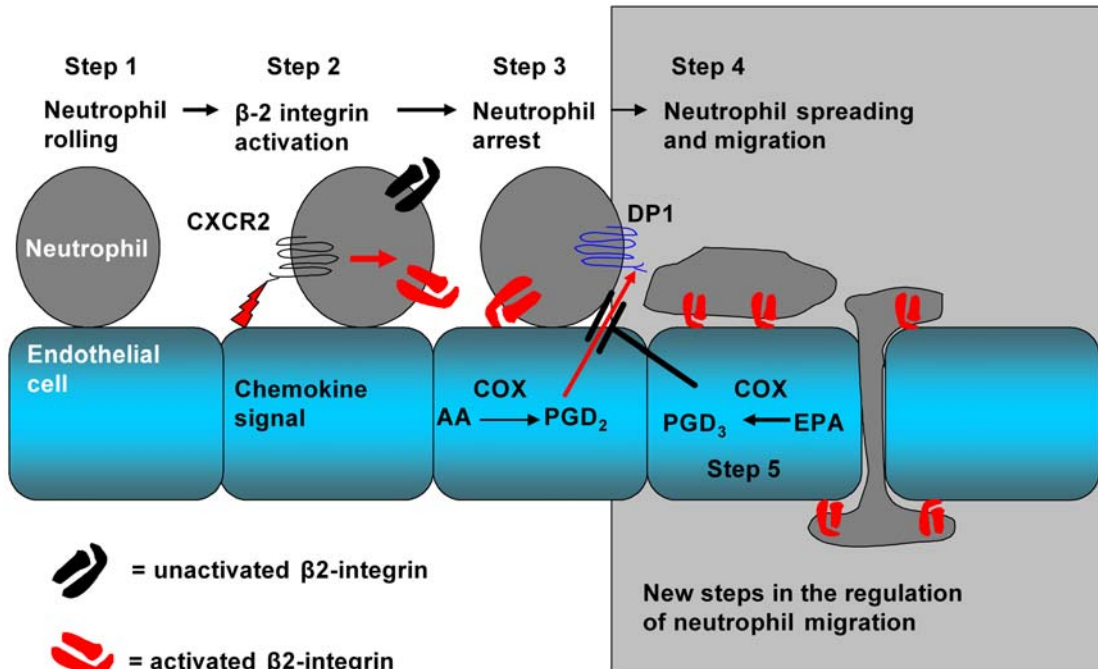 Step 1
Neutrophil
rolling
Step 2
β-2 integrin
activation
Step 3
Neutrophil
arrest
Step 4
Neutrophil spreading
and migration
CXCR2
DP1
Neutrophil
Endothelial
cell
Chemokine
signal
COX
AA
PGD₂
COX
PGD₃
EPA
Step 5
= unactivated β2-integrin
= activated β2-integrin
New steps in the regulation
of neutrophil migration